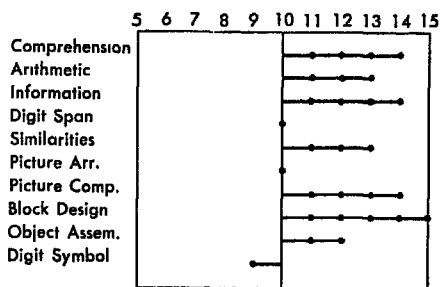 5 6 7 8 9 10 11 12 13 14 15
Comprehension
Arithmetic
Information
Digit Span
Similarities
Picture Arr.
Picture Comp.
Block Design
Object Assem.
Digit Symbol